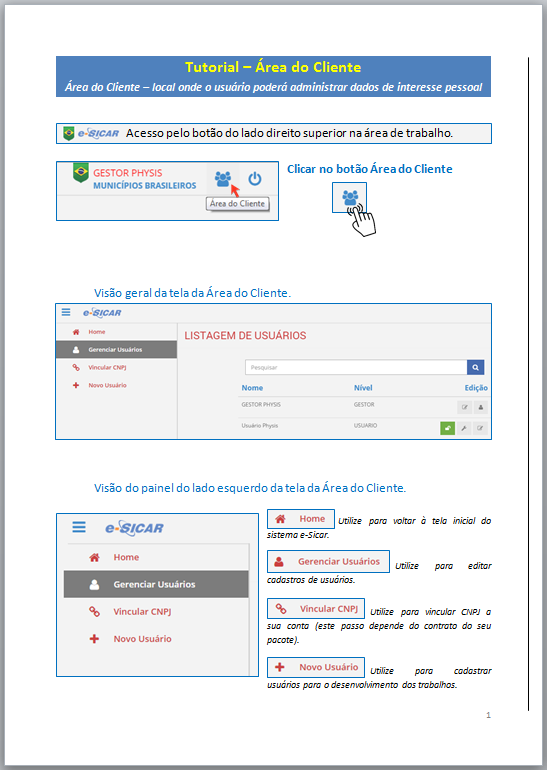 Tutorial – Área do Cliente
Área do Cliente – local onde o usuário poderá administrar dados de interesse pessoal
e-SICAR Acesso pelo botão do lado direito superior na área de trabalho.
GESTOR PHYSIS
MUNICÍPIOS BRASILEIROS
Área do Cliente
Clicar no botão Área do Cliente
Visão geral da tela da Área do Cliente.
e-SICAR
Home
Gerenciar Usuários
Vincular CNPJ
Novo Usuário
LISTAGEM DE USUÁRIOS
Pesquisar
Nome Nível Edição
GESTOR PHYSIS GESTOR
Usuário Physis USUARIO
Visão do painel do lado esquerdo da tela da Área do Cliente.
e-SICAR
Home
Gerenciar Usuários
Vincular CNPJ
Novo Usuário
Home Utilize para voltar à tela inicial do
sistema e-Sicar.
Gerenciar Usuários Utilize para editar
cadastros de usuários.
Vincular CNPJ Utilize para vincular CNPJ a
sua conta (este passo depende do contrato do seu
pacote).
Novo Usuário Utilize para cadastrar
usuários para o desenvolvimento dos trabalhos.
1